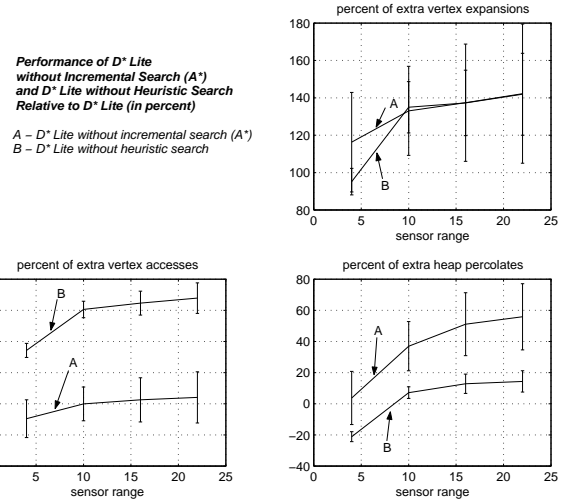 percent of extra vertex expansions
180
160
140
120
100
80
0
5
10
15
20
25
sensor range
A
B
Performance of D* Lite
without Incremental Search (A*)
and D* Lite without Heuristic Search
Relative to D* Lite (in percent)
A – D* Lite without incremental search (A*)
B – D* Lite without heuristic search
percent of extra vertex accesses
B
A
5
10
15
20
25
sensor range
percent of extra heap percolates
80
60
40
20
0
−20
−40
A
B
0
5
10
15
20
25
sensor range